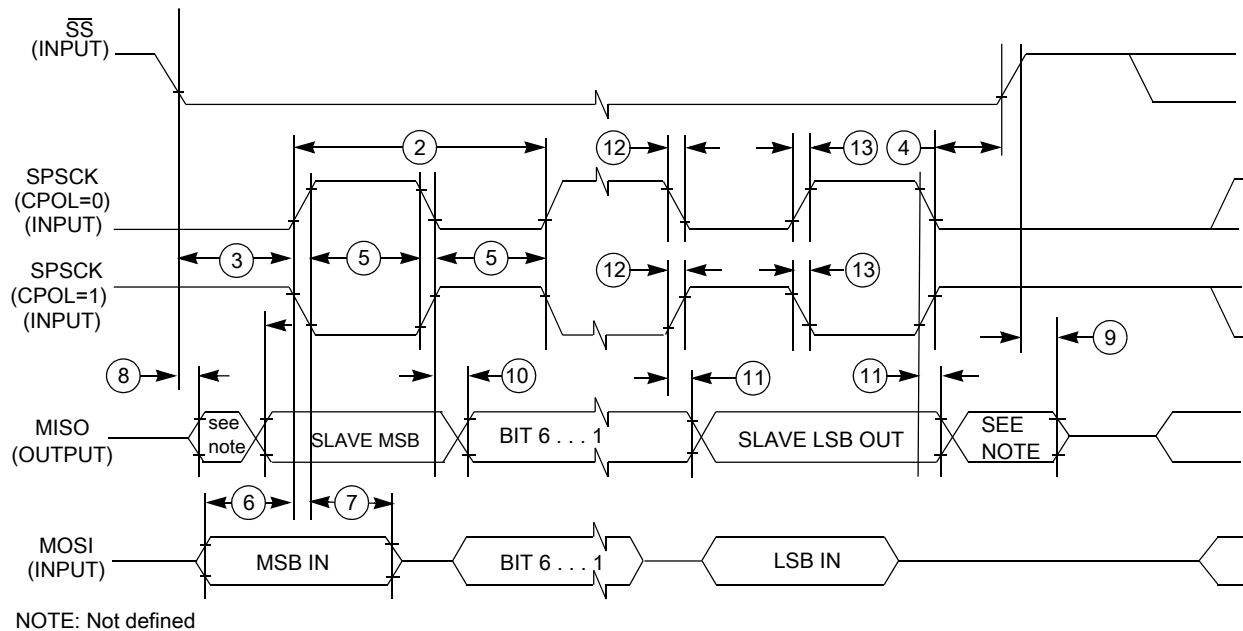 SS
(INPUT)
2
12
13
4
SPSCK
(CPOL=0)
(INPUT)
3
5
5
12
13
SPSCK
(CPOL=1)
(INPUT)
8
10
11
11
9
MISO
(OUTPUT)
see
note
SLAVE MSB
BIT 6 . . . 1
SLAVE LSB OUT
SEE
NOTE
6
7
MOSI
(INPUT)
MSB IN
BIT 6 . . . 1
LSB IN
NOTE: Not defined